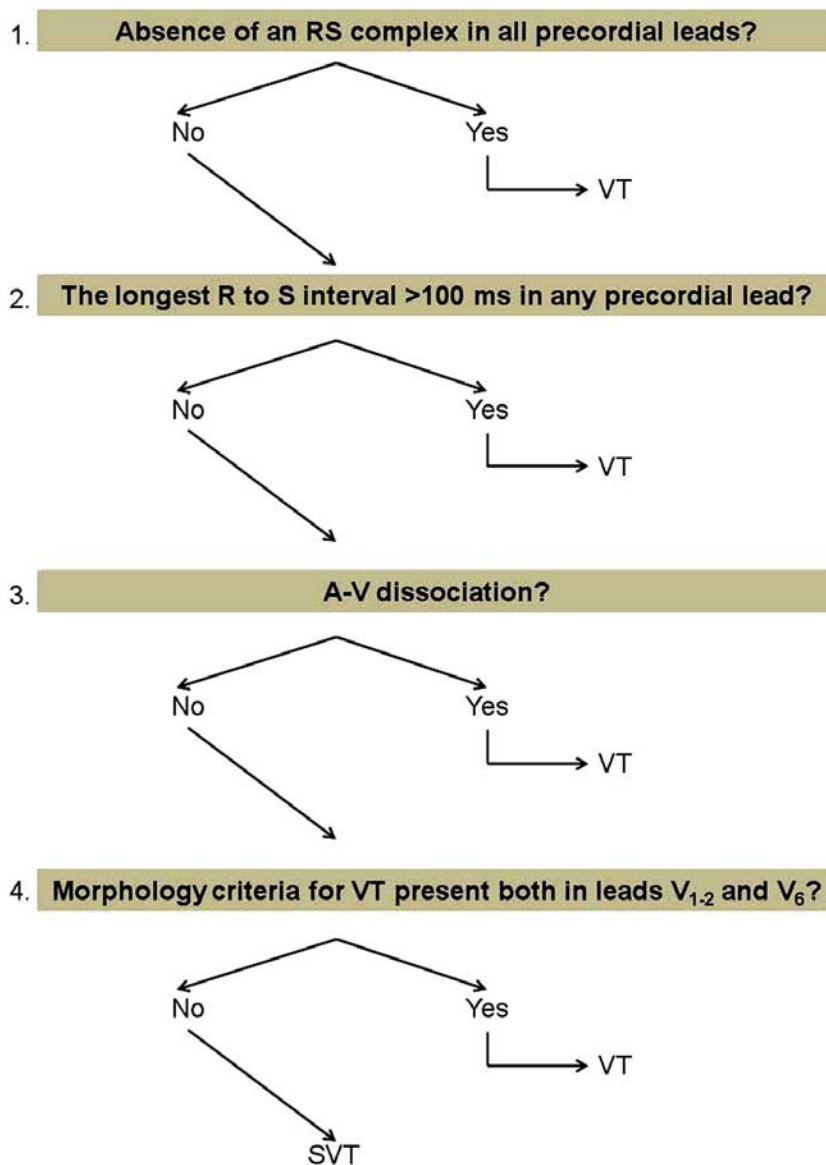 1. Absence of an RS complex in all precordial leads?
No Yes
VT
2. The longest R to S interval >100 ms in any precordial lead?
No Yes
VT
3. A-V dissociation?
No Yes
VT
4. Morphology criteria for VT present both in leads V₁₋₂ and V₆?
No Yes
VT
SVT